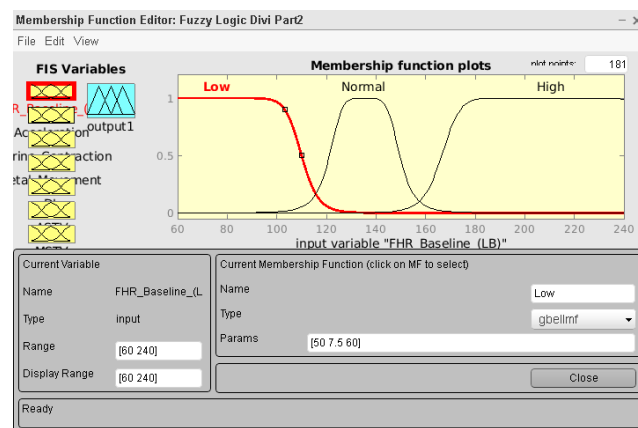 Membership Function Editor: Fuzzy Logic Divi Part2
File Edit View
FIS Variables
output1
Membership function plots
plot points: 181
Low Normal High
1
0.5
0
60 80 100 120 140 160 180 200 220 240
input variable "FHR_Baseline_(LB)"
Current Variable
Name FHR_Baseline_(L
Type input
Range [60 240]
Display Range [60 240]
Current Membership Function (click on MF to select)
Name Low
Type gbellmf
Params [50 7.5 60]
Close
Ready